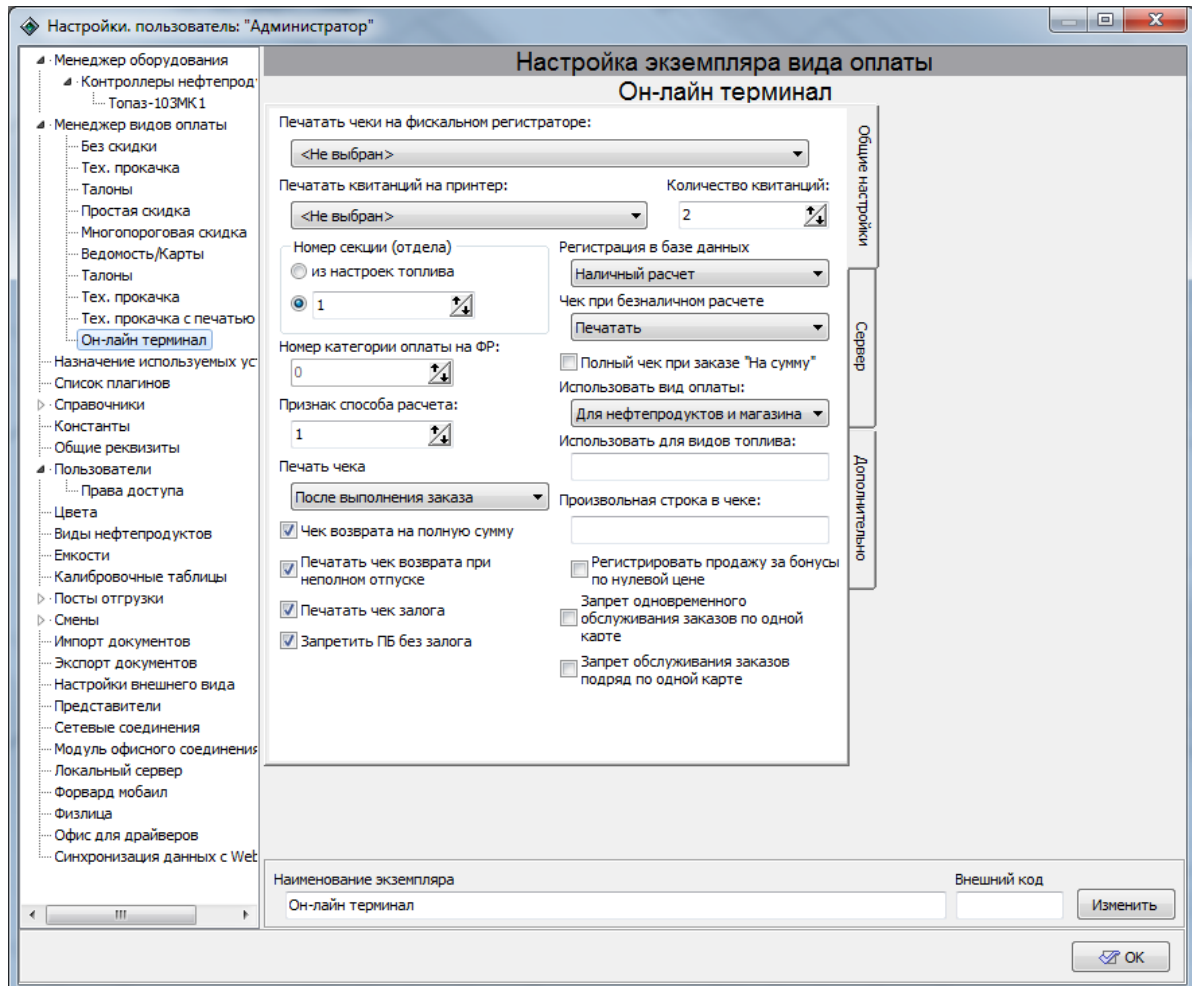 Настройки. пользователь: "Администратор"
Менеджер оборудования
Контроллеры нефтепрод
Топаз-103МК1
Менеджер видов оплаты
Без скидки
Тех. прокачка
Талоны
Простая скидка
Многопороговая скидка
Ведомость/Карты
Талоны
Тех. прокачка
Тех. прокачка с печатью
Он-лайн терминал
Назначение используемых ус
Список плагинов
Справочники
Константы
Общие реквизиты
Пользователи
Права доступа
Цвета
Виды нефтепродуктов
Емкости
Калибровочные таблицы
Посты отгрузки
Смены
Импорт документов
Экспорт документов
Настройки внешнего вида
Представители
Сетевые соединения
Модуль офисного соединения
Локальный сервер
Форвард мобаил
Физлица
Офис для драйверов
Синхронизация данных с Web
Настройка экземпляра вида оплаты
Он-лайн терминал
Печатать чеки на фискальном регистраторе:
<Не выбран>
Печатать квитанций на принтер:
<Не выбран>
Количество квитанций:
2
Номер секции (отдела)
из настроек топлива
1
Номер категории оплаты на ФР:
0
Признак способа расчета:
1
Печать чека
После выполнения заказа
Чек возврата на полную сумму
Печатать чек возврата при
неполном отпуске
Печатать чек залога
Запретить ПБ без залога
Регистрация в базе данных
Наличный расчет
Чек при безналичном расчете
Печатать
Полный чек при заказе "На сумму"
Использовать вид оплаты:
Для нефтепродуктов и магазина
Использовать для видов топлива:
Произвольная строка в чеке:
Регистрировать продажу за бонусы
по нулевой цене
Запрет одновременного
обслуживания заказов по одной
карте
Запрет обслуживания заказов
подряд по одной карте
Общие настройки
Сервер
Дополнительно
Наименование экземпляра
Он-лайн терминал
Внешний код
Изменить
OK